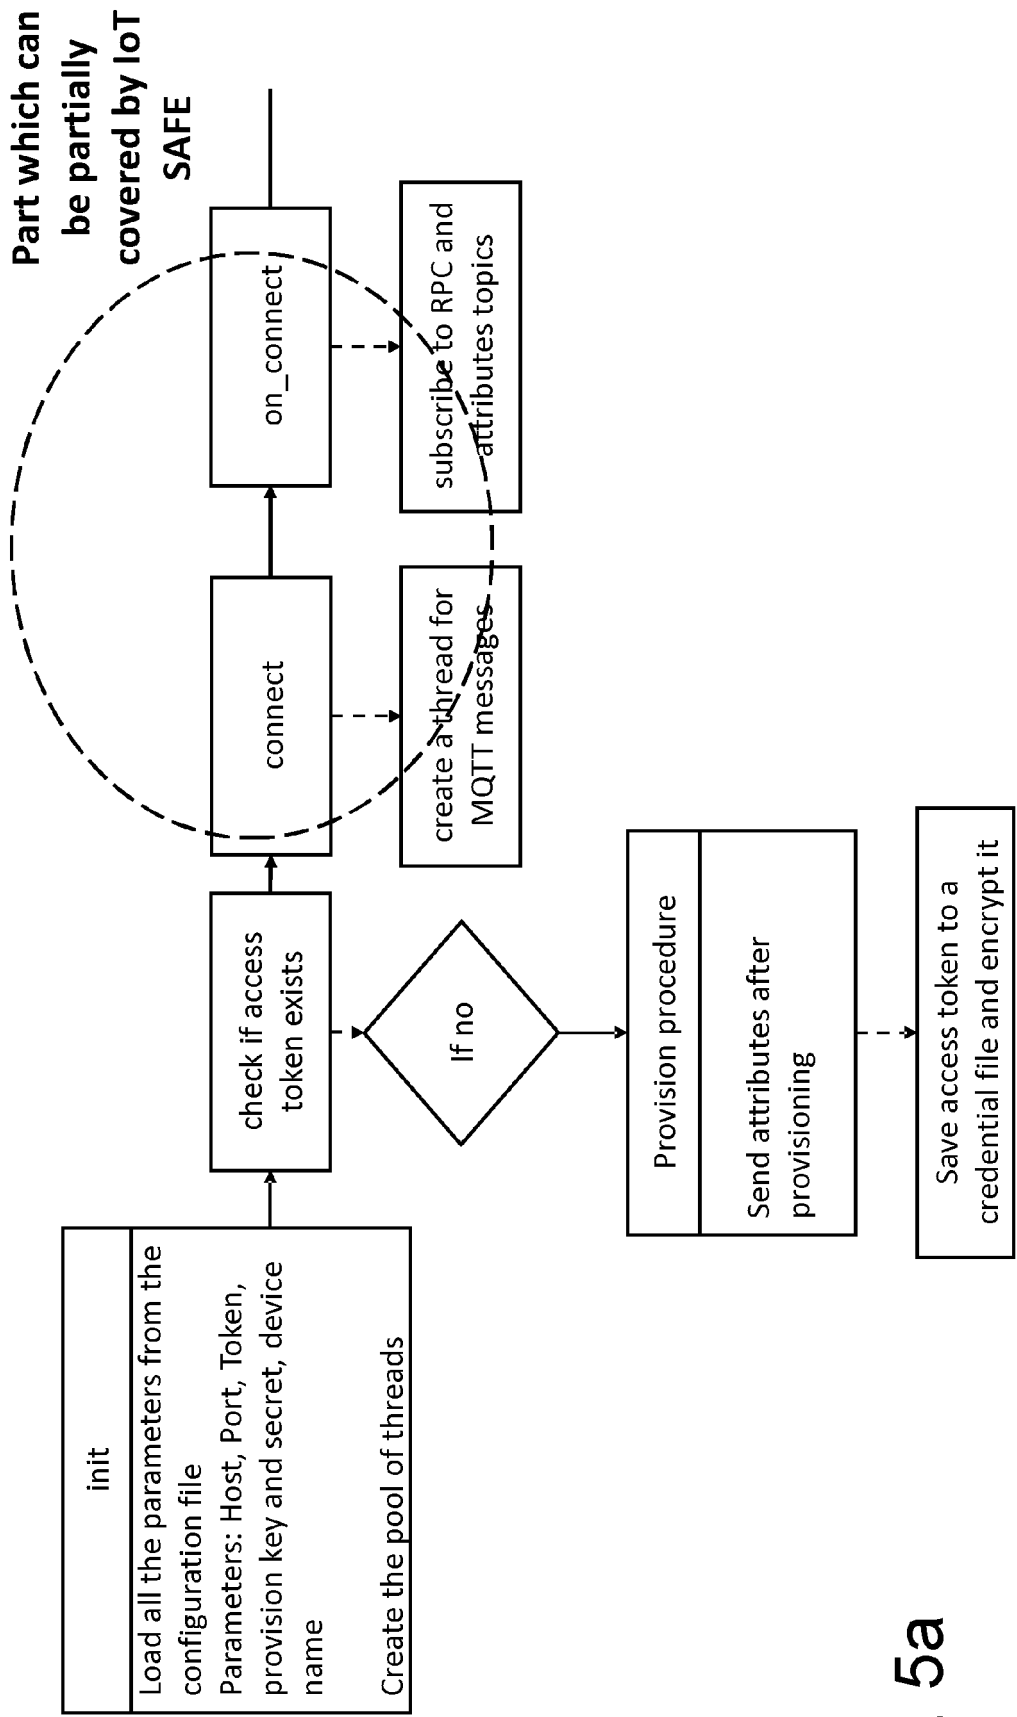 init
Load all the parameters from the
configuration file
Parameters: Host, Port, Token,
provision key and secret, device
name
Create the pool of threads
check if access
token exists
If no
Provision procedure
Send attributes after
provisioning
Save access token to a
credential file and encrypt it
connect
create a thread for
MQTT messages
on_connect
subscribe to RPC and
attributes topics
Part which can
be partially
covered by IoT
SAFE
5a